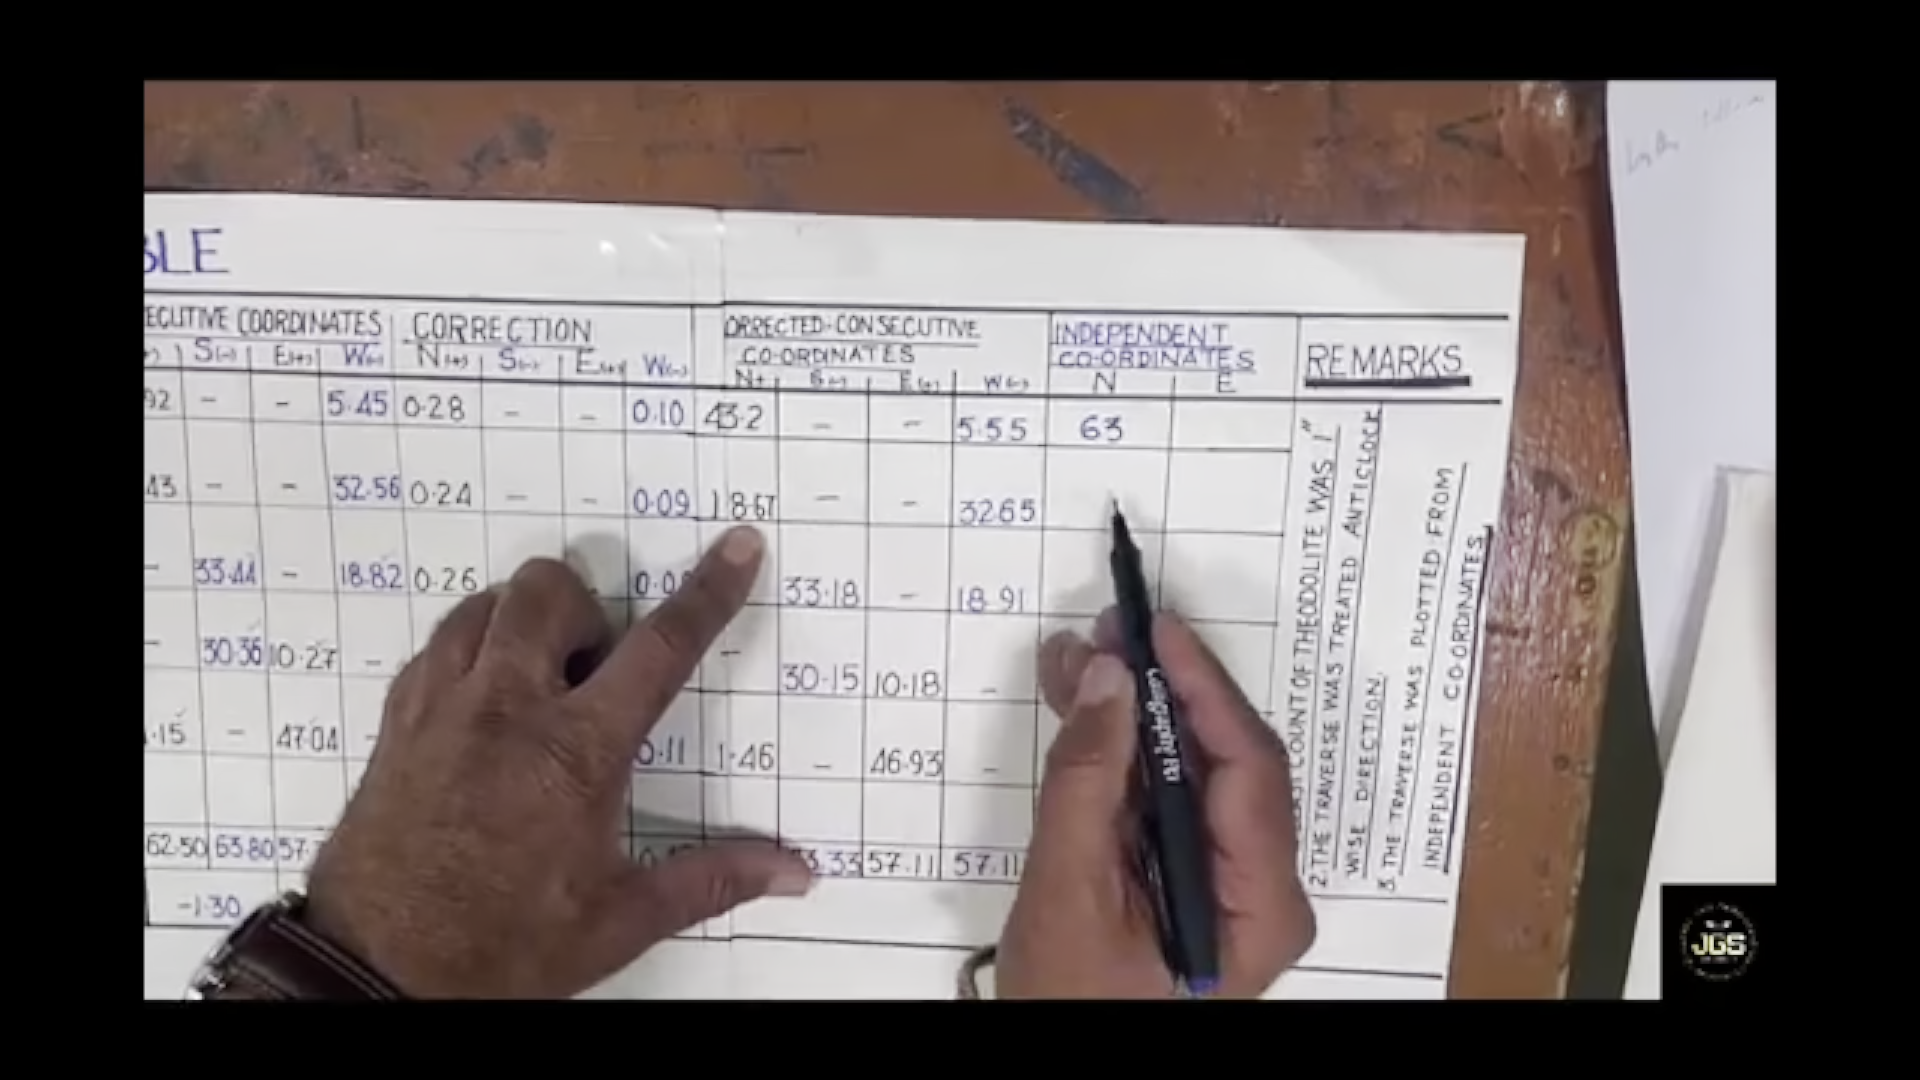 BLE
ECUTIVE COORDINATES CORRECTION ORRECTED-CONSECUTIVE CO-ORDINATES INDEPENDENT CO-ORDINATES REMARKS
S(-) E(+) W(-) N(+) S(-) E(+) W(-) N+ S(-) E(+) W(-) N E
92 - - 5.45 0.28 - - 0.10 43.2 - - 5.55 63
43 - - 32.56 0.24 - - 0.09 18.67 - - 32.65
- 33.44 - 18.82 0.26 - 33.18 - 18.91
- 30.36 10.27 - - 30.15 10.18 -
.15 - 47.04 - 0.11 1.46 - 46.93 -
62.50 63.80 57. 3.33 57.11 57.11
-1.30
COUNT OF THEODOLITE WAS 1"
2. THE TRAVERSE WAS TREATED ANTICLOCK
WISE DIRECTION.
3. THE TRAVERSE WAS PLOTTED FROM
INDEPENDENT CO-ORDINATES
JGS